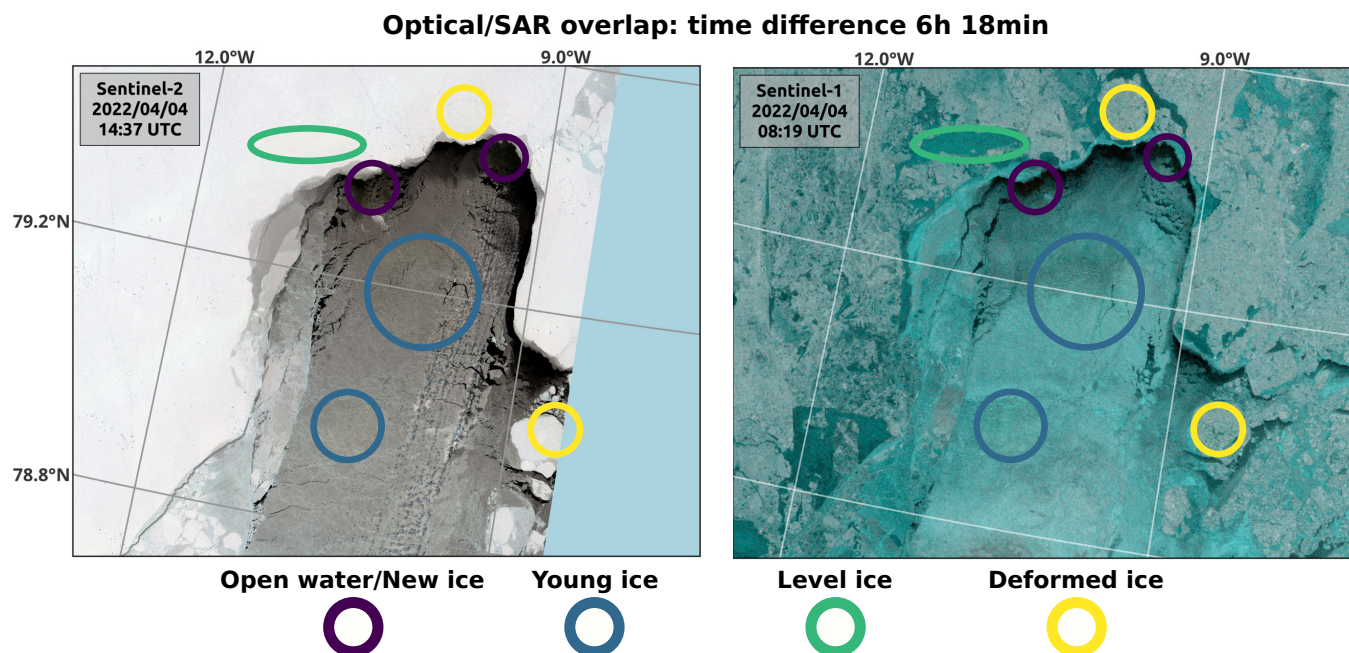 Optical/SAR overlap: time difference 6h 18min
12.0°W
9.0°W
12.0°W
9.0°W
Sentinel-2
2022/04/04
14:37 UTC
Sentinel-1
2022/04/04
08:19 UTC
79.2°N
78.8°N
Open water/New ice
Young ice
Level ice
Deformed ice